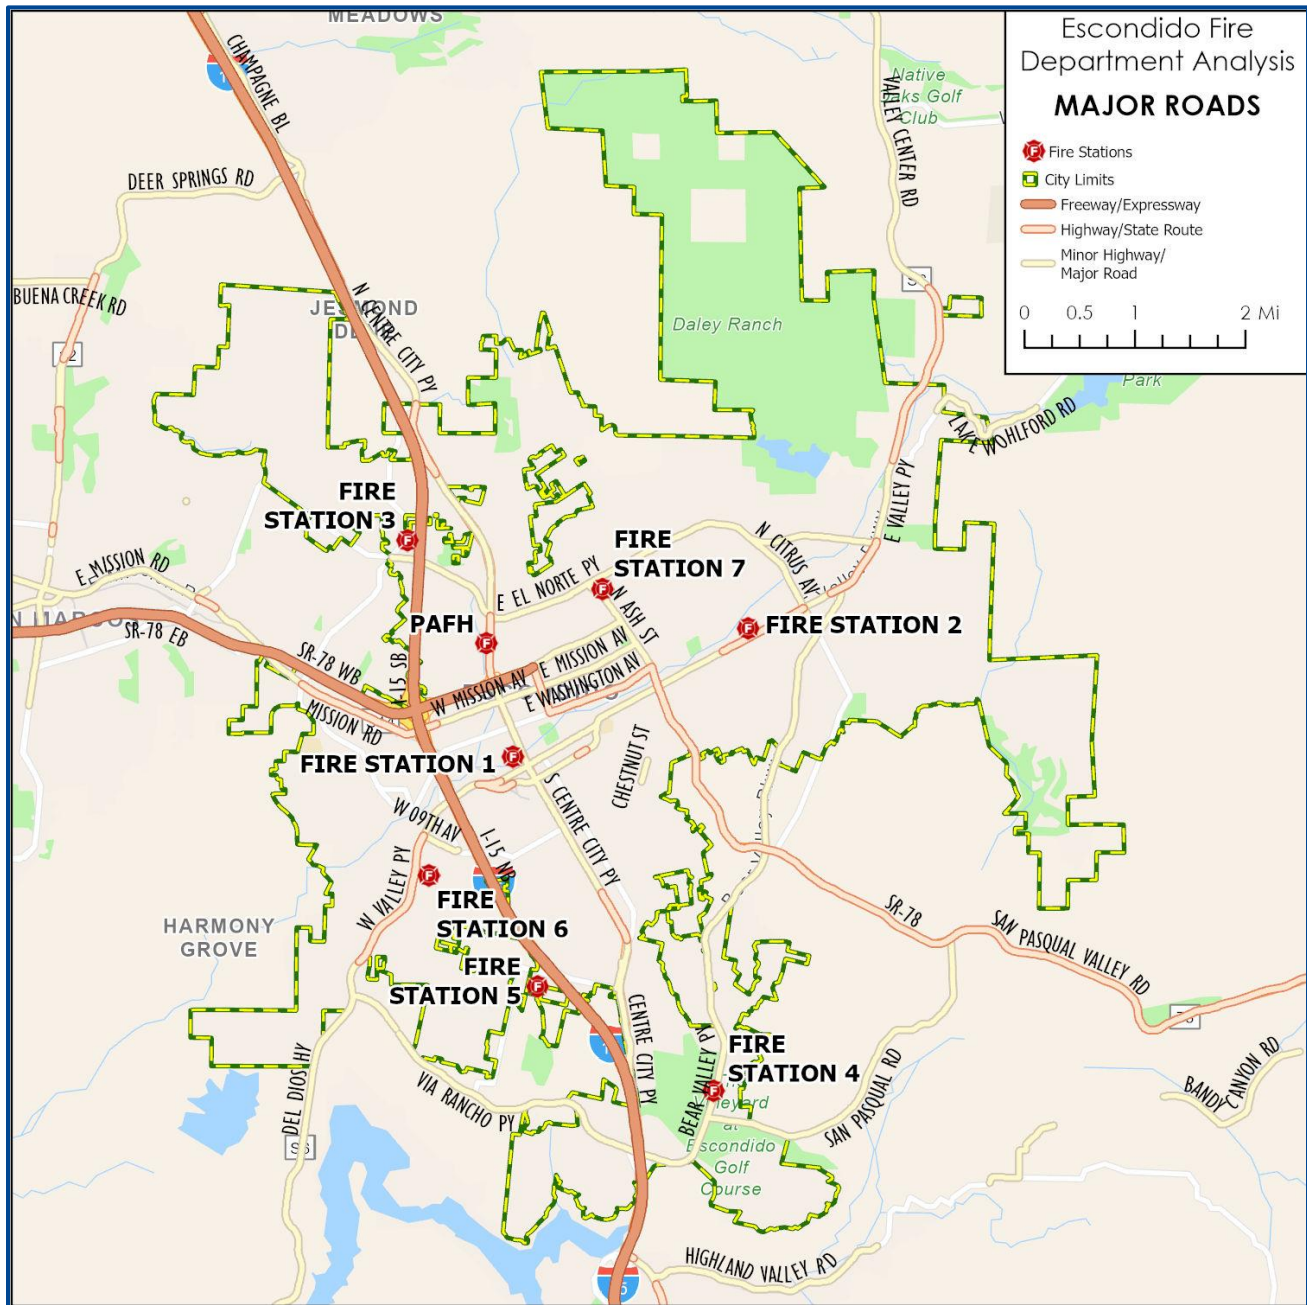 MEADOWS
Escondido Fire
Department Analysis
MAJOR ROADS
Fire Stations
City Limits
Freeway/Expressway
Highway/State Route
Minor Highway/
Major Road
0 0.5 1 2 Mi
CHAMPAGNE BL
Native
Club
VALLEY CENTER RD
DEER SPRINGS RD
BUENA CREEK RD
N CENTRE CITY PY
Daley Ranch
Park
LAKE WOHLFORD RD
E VALLEY PY
FIRE
STATION 3
E MISSION RD
FIRE
STATION 7
N CITRUS AV
E EL NORTE PY
N ASH ST
PAFH
FIRE STATION 2
SR-78 EB
SR-78 WB
I-15 SB
E MISSION AV
W MISSION AV
E WASHINGTON AV
MISSION RD
FIRE STATION 1
CHESTNUT ST
S CENTRE CITY PY
W 09TH AV
I-15 NB
W VALLEY PY
FIRE
STATION 6
HARMONY
GROVE
SR-78
SAN PASQUAL VALLEY RD
FIRE
STATION 5
CENTRE CITY PY
FIRE
STATION 4
BEAR VALLEY PY
SAN PASQUAL RD
BANDY
CANYON RD
DEL DIOS HY
VIA RANCHO PY
Vineyard
at
Escondido
Golf
Course
HIGHLAND VALLEY RD